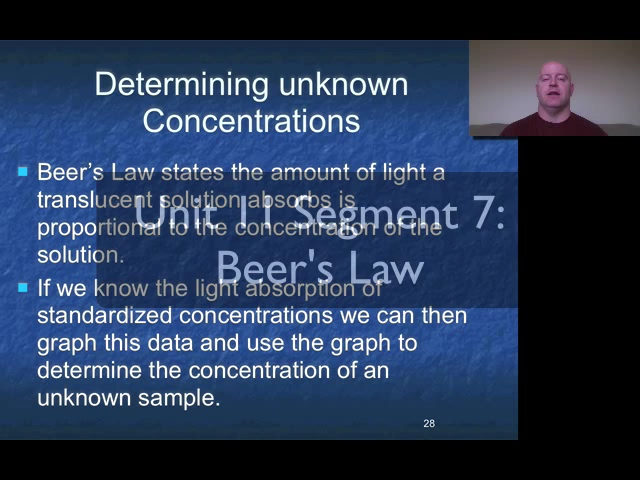 Determining unknown
Concentrations
Beer's Law states the amount of light a
translucent solution absorbs is
proportional to the concentration of the
solution.
If we know the light absorption of
standardized concentrations we can then
graph this data and use the graph to
determine the concentration of an
unknown sample.
Unit 11 Segment 7:
Beer's Law
28